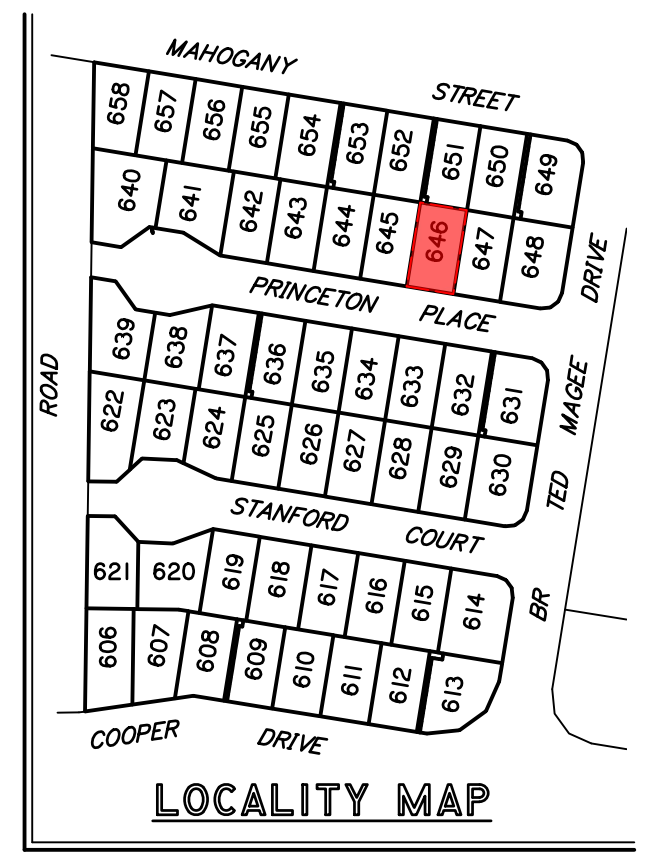 MAHOGANY STREET
658 657 656 655 654 653 652 651 650 649
640 641 642 643 644 645 646 647 648
DRIVE
PRINCETON PLACE
ROAD
639 638 637 636 635 634 633 632 631
MAGEE
622 623 624 625 626 627 628 629 630
TED
STANFORD COURT
621 620 619 618 617 616 615 614
BR
606 607 608 609 610 611 612 613
COOPER DRIVE
LOCALITY MAP